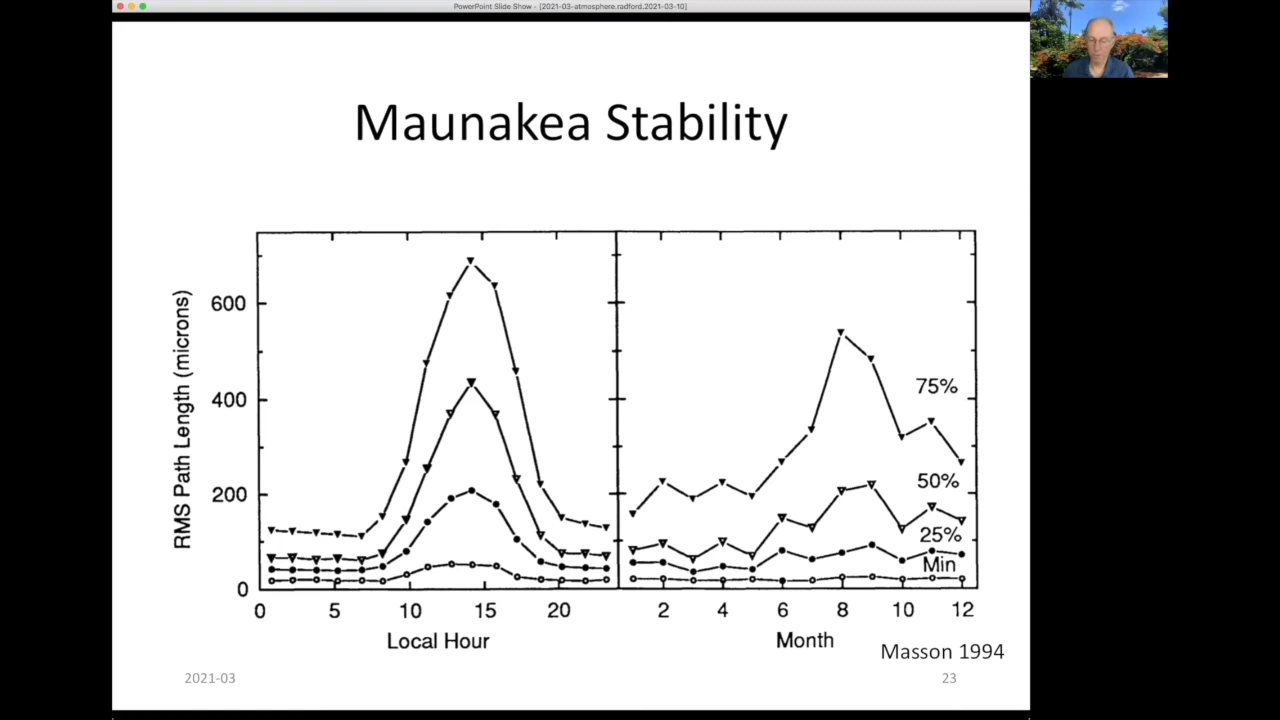 PowerPoint Slide Show - [2021-03-atmosphere.radford.2021-03-10]
Maunakea Stability
RMS Path Length (microns)
600
400
200
0
75%
50%
25%
Min
0 5 10 15 20
2 4 6 8 10 12
Local Hour
Month
Masson 1994
2021-03
23